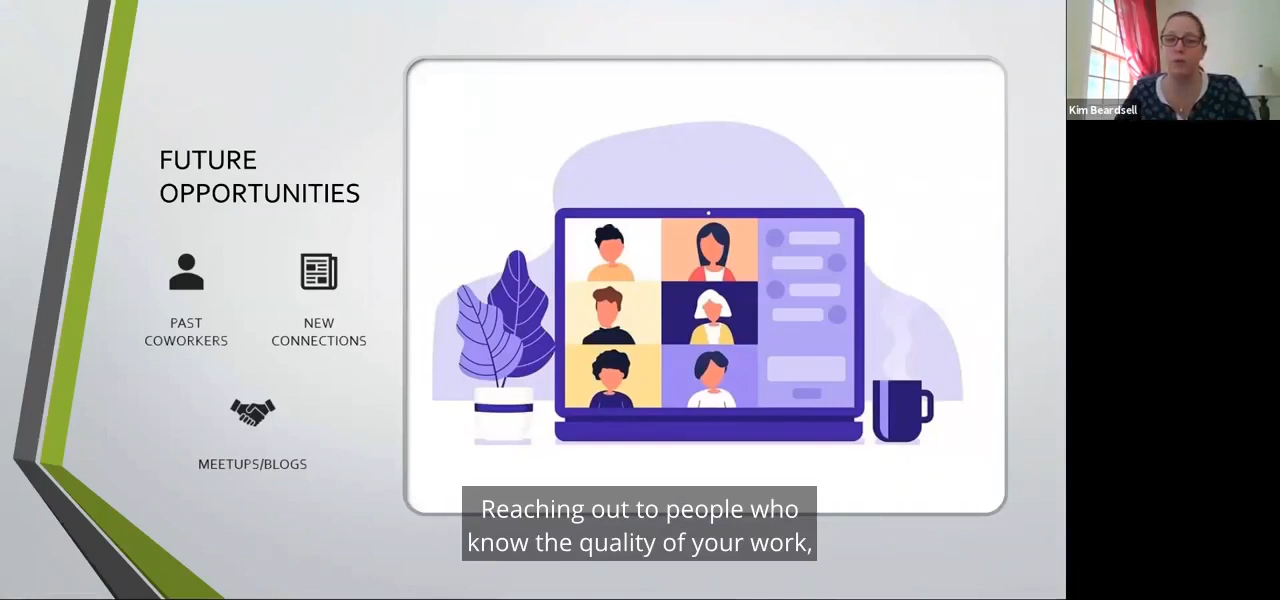 FUTURE
OPPORTUNITIES
PAST
COWORKERS
NEW
CONNECTIONS
MEETUPS/BLOGS
Reaching out to people who
know the quality of your work,
Kim Beardsell